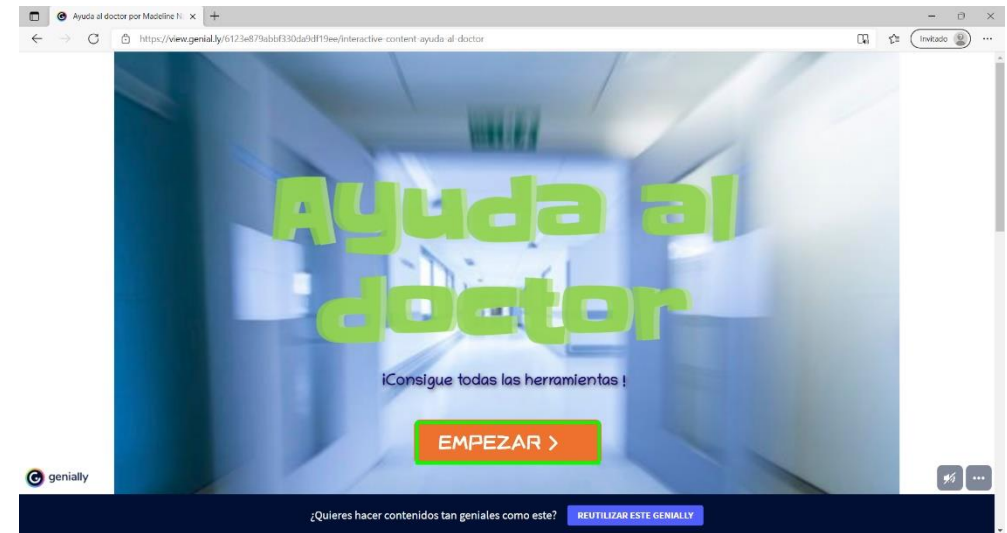 Ayuda al doctor por Madeline N
https://view.genial.ly/6123e879abbf330da9df19ee/interactive-content-ayuda-al-doctor
Invitado
Ayuda al
doctor
¡Consigue todas las herramientas !
EMPEZAR >
genially
¿Quieres hacer contenidos tan geniales como este? REUTILIZAR ESTE GENIALLY